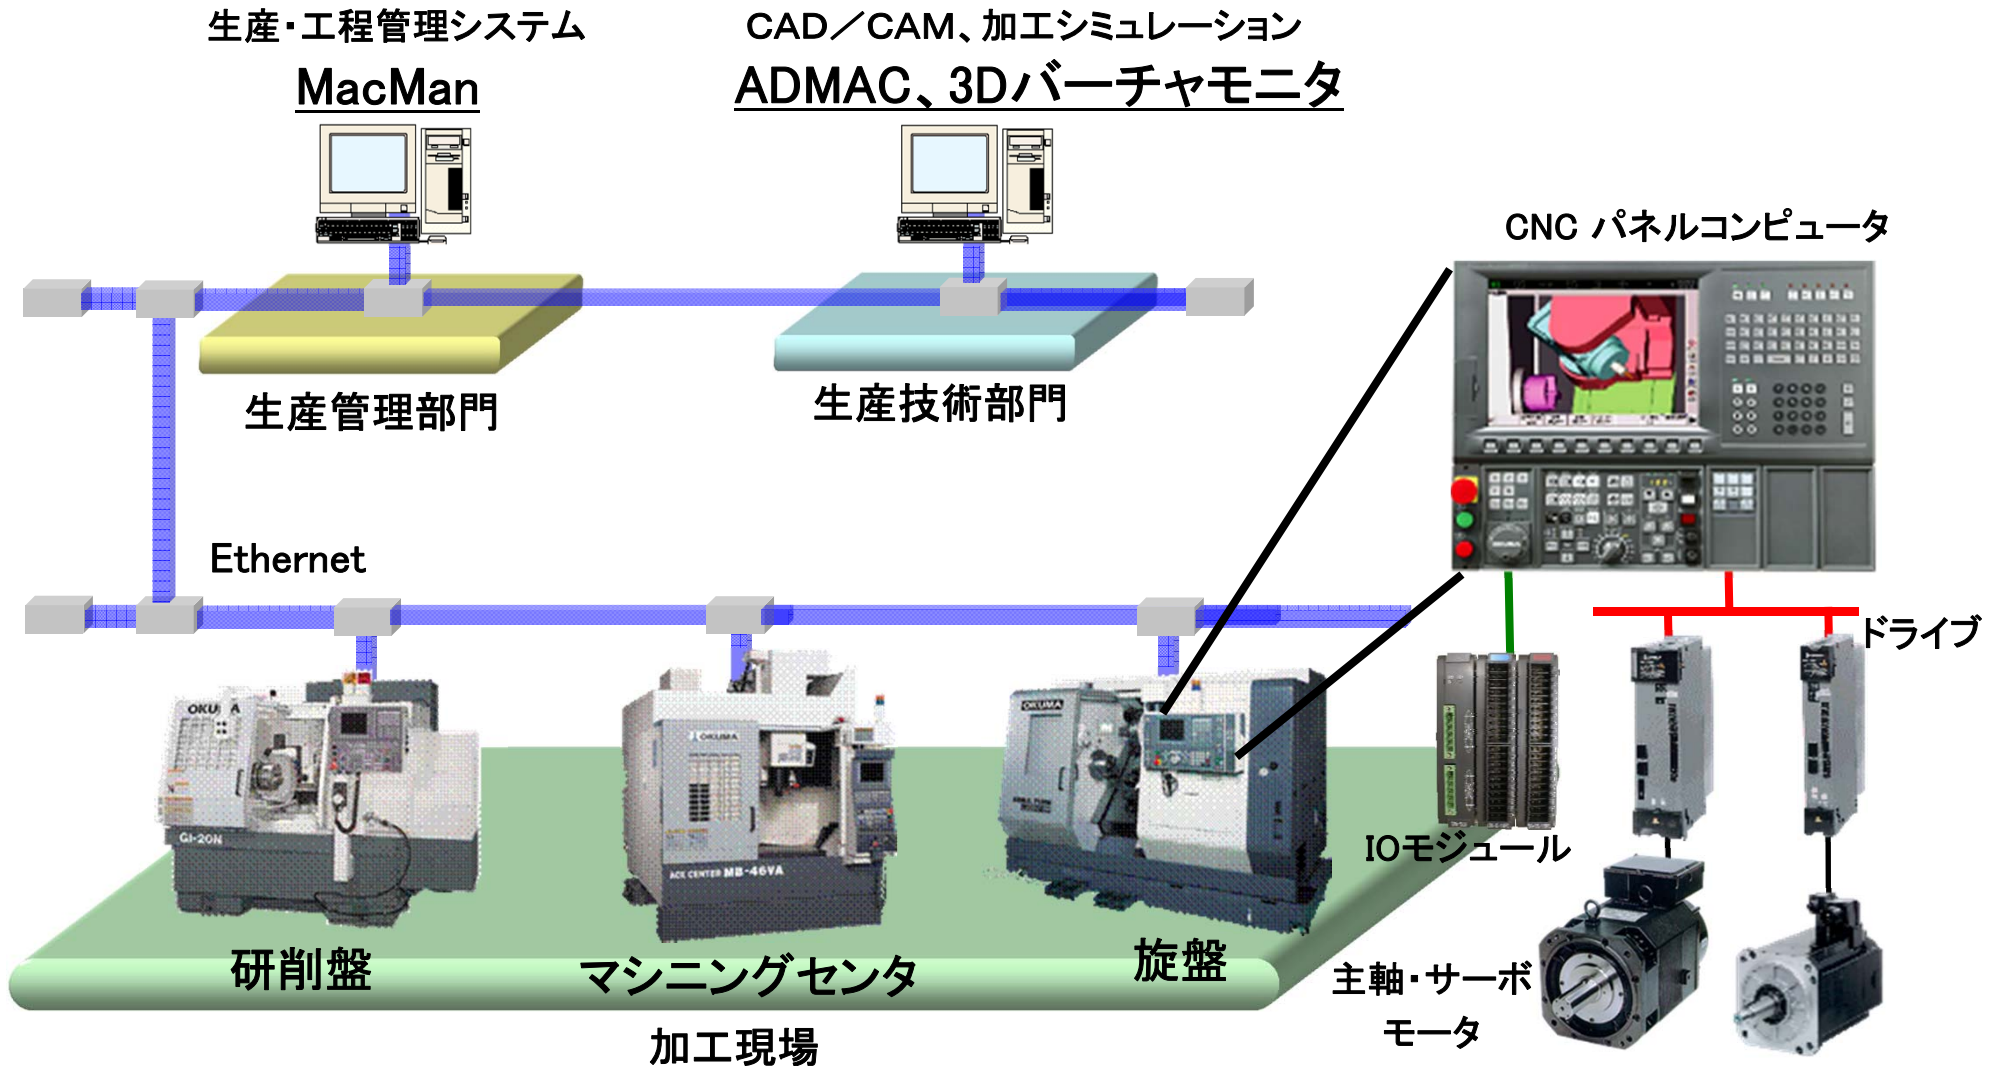 生産・工程管理システム
MacMan
CAD／CAM、加工シミュレーション
ADMAC、3Dバーチャモニタ
CNC パネルコンピュータ
生産管理部門
生産技術部門
Ethernet
ドライブ
OKUMA
OKUMA
OKUMA
GI-20N
ACE CENTER MB-46VA
IOモジュール
研削盤
マシニングセンタ
旋盤
主軸・サーボ
モータ
加工現場